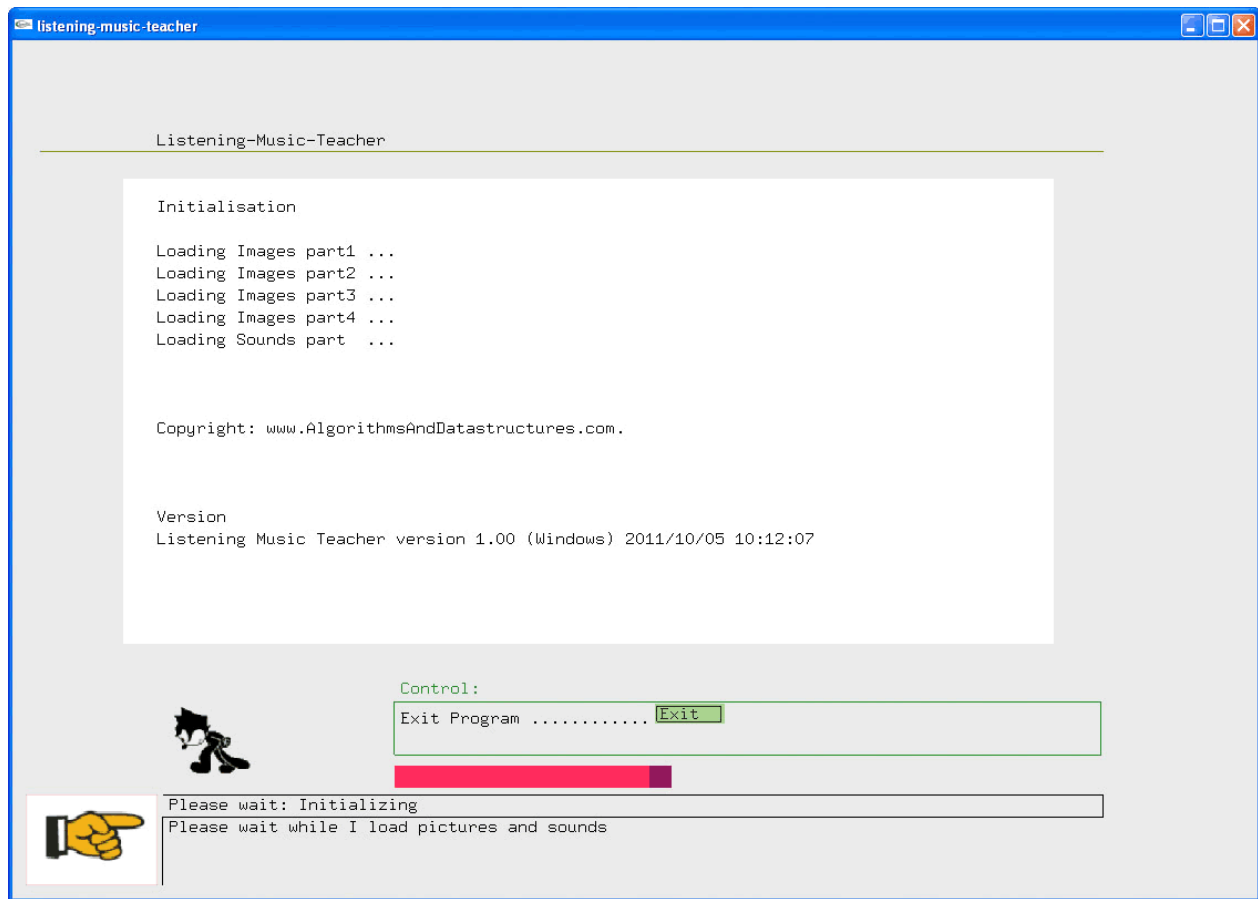 listening-music-teacher
Listening-Music-Teacher
Initialisation
Loading Images part1 ...
Loading Images part2 ...
Loading Images part3 ...
Loading Images part4 ...
Loading Sounds part  ...
Copyright: www.AlgorithmsAndDatastructures.com.
Version
Listening Music Teacher version 1.00 (Windows) 2011/10/05 10:12:07
Control:
Exit Program ............ Exit
Please wait: Initializing
Please wait while I load pictures and sounds